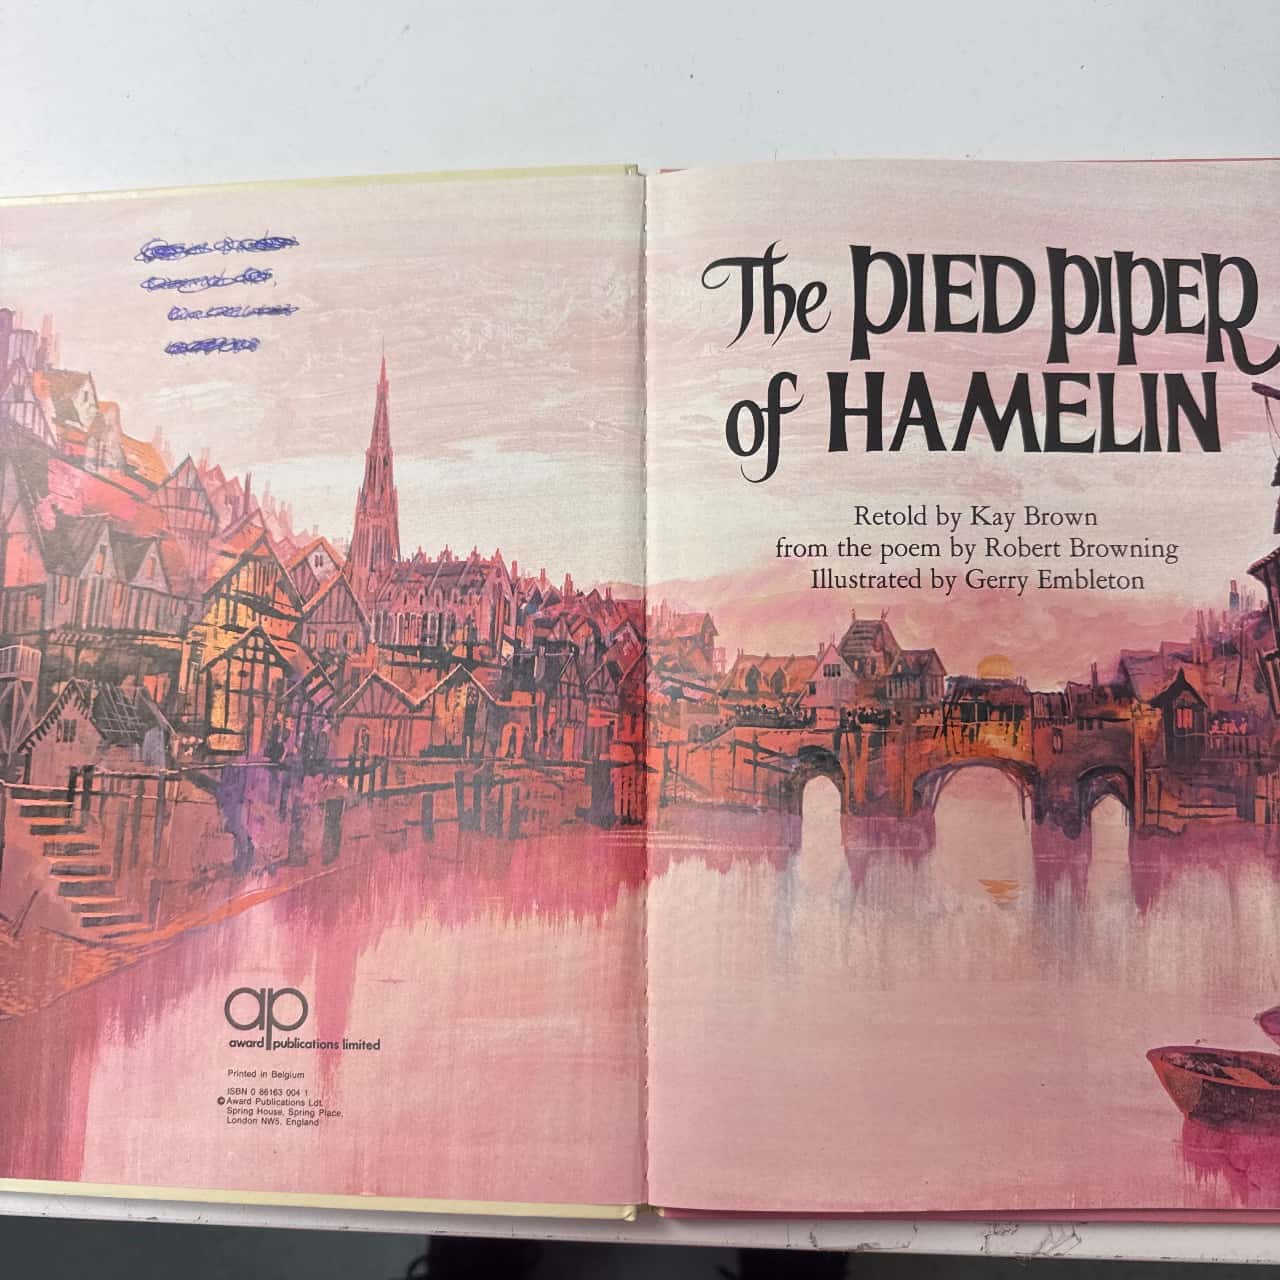 The PIED PIPER
of HAMELIN
Retold by Kay Brown
from the poem by Robert Browning
Illustrated by Gerry Embleton
ap
award publications limited
Printed in Belgium
ISBN 0 86163 004 1
© Award Publications Ldt.
Spring House, Spring Place,
London NW5, England